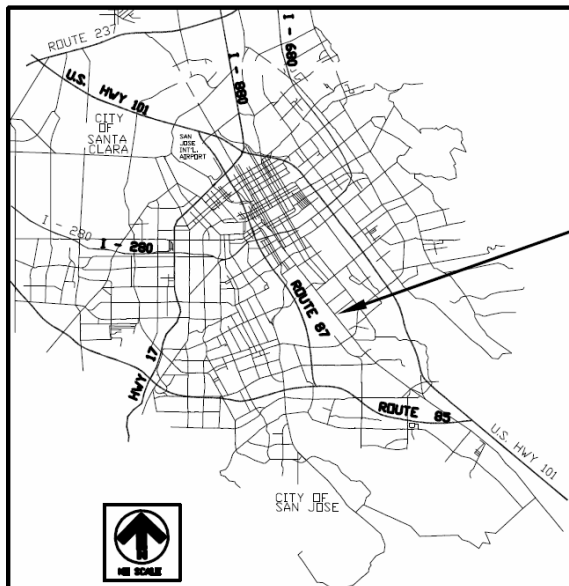 ROUTE 237
I - 880
I - 680
U.S. HWY 101
CITY
OF
SANTA
CLARA
SAN
JOSE
INT'L.
AIRPORT
I - 280
I - 280
ROUTE 87
HWY 17
ROUTE 85
U.S. HWY 101
CITY OF
SAN JOSE
NO SCALE